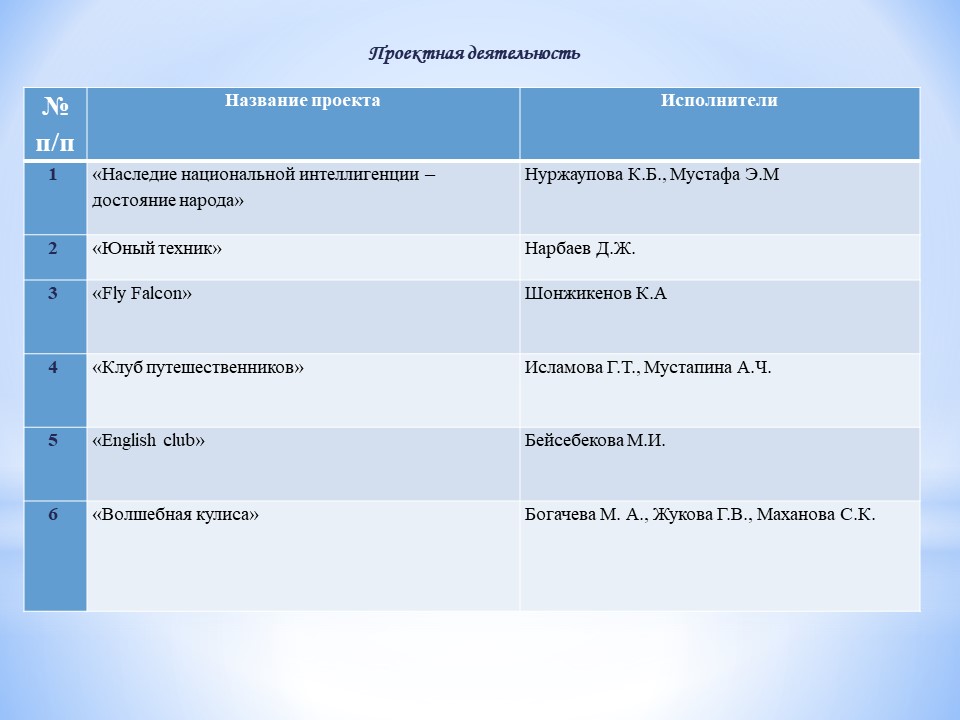 Проектная деятельность
№ п/п Название проекта Исполнители
1 «Наследие национальной интеллигенции – Нуржаупова К.Б., Мустафа Э.М
достояние народа»
2 «Юный техник» Нарбаев Д.Ж.
3 «Fly Falcon» Шонжикенов К.А
4 «Клуб путешественников» Исламова Г.Т., Мустапина А.Ч.
5 «English club» Бейсебекова М.И.
6 «Волшебная кулиса» Богачева М. А., Жукова Г.В., Маханова С.К.